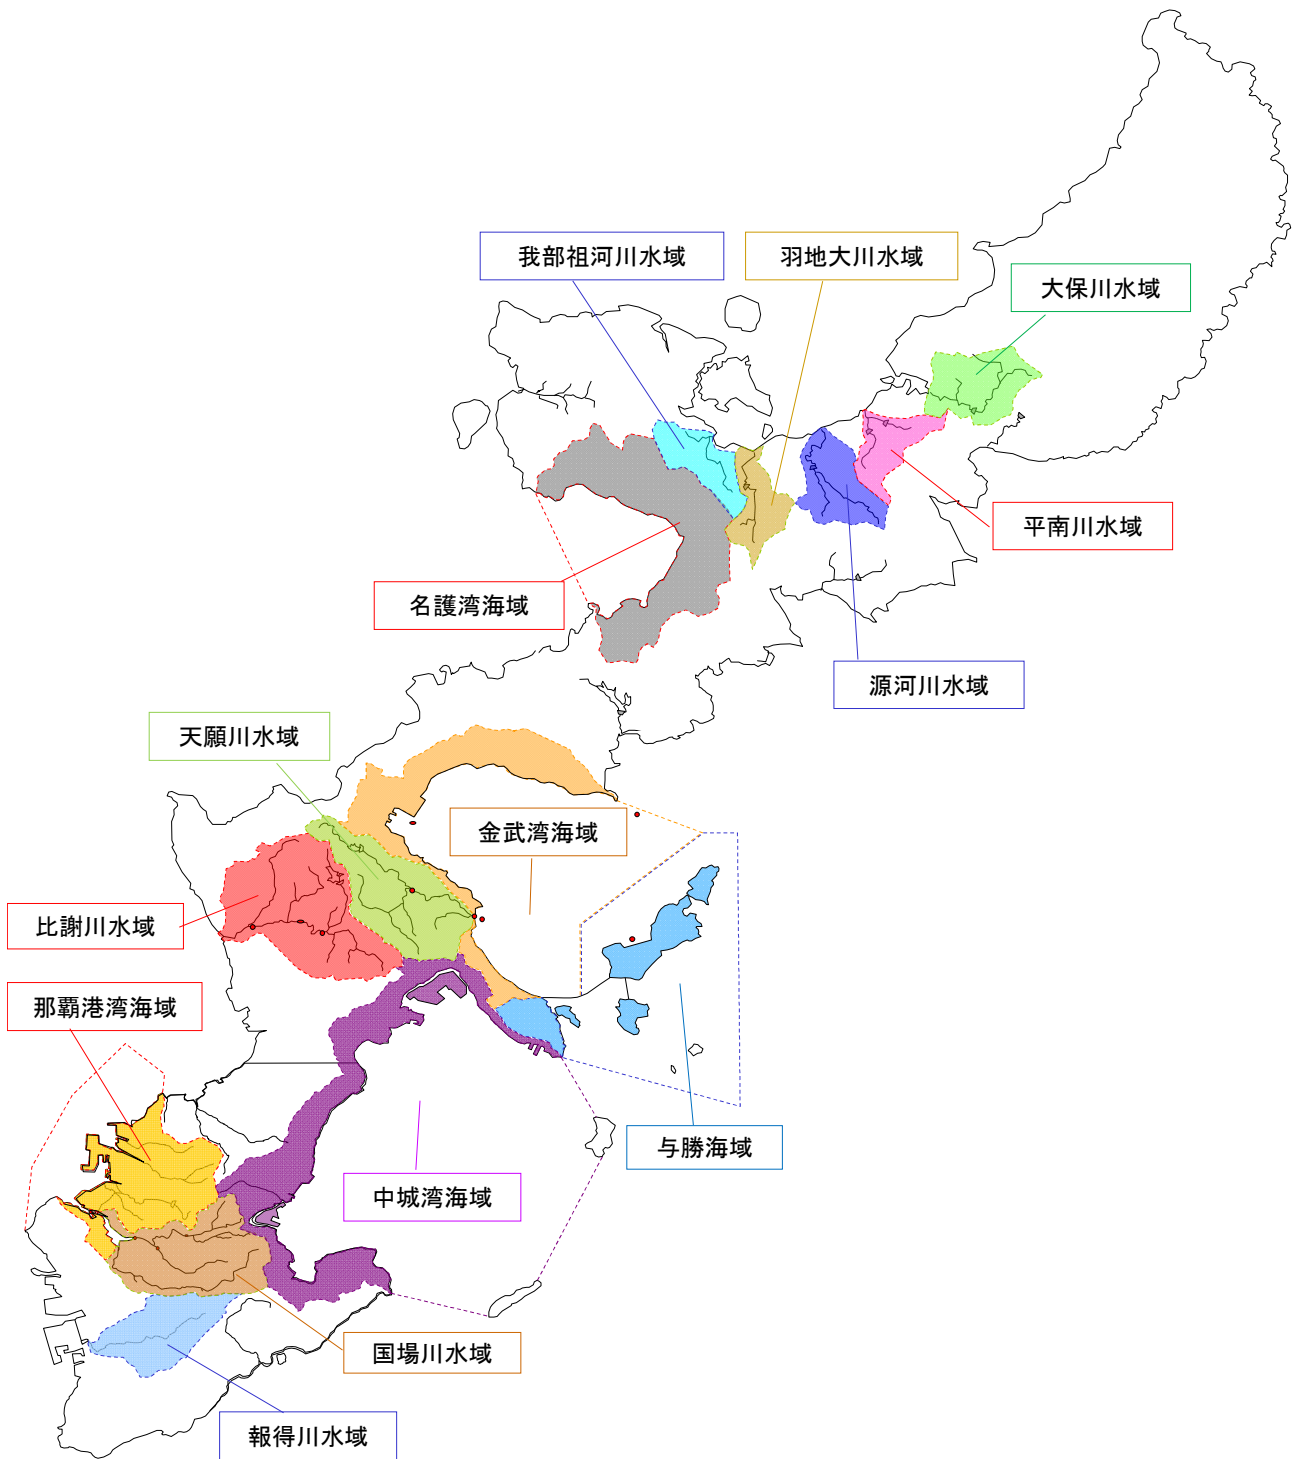 我部祖河川水域
羽地大川水域
大保川水域
平南川水域
名護湾海域
源河川水域
天願川水域
金武湾海域
比謝川水域
那覇港湾海域
与勝海域
中城湾海域
国場川水域
報得川水域